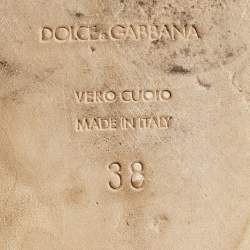 DOLCE & GABBANA
VERO CUOIO
MADE IN ITALY
38